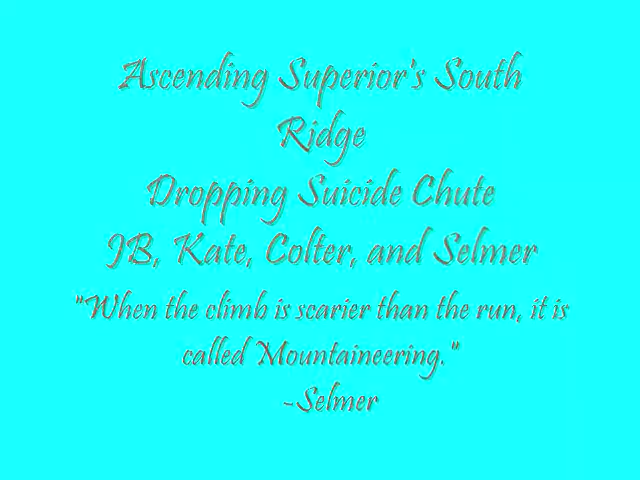 Ascending Superior's South
Ridge
Dropping Suicide Chute
JB, Kate, Colter, and Selmer
"When the climb is scarier than the run, it is
called Mountaineering."
-Selmer